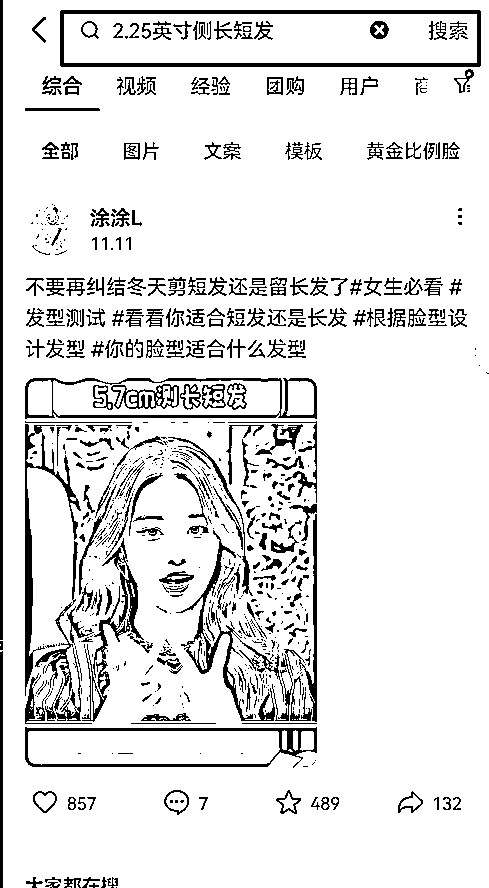 2.25英寸侧长短发
搜索
综合 视频 经验 团购 用户
全部 图片 文案 模板 黄金比例脸
涂涂L
11.11
不要再纠结冬天剪短发还是留长发了#女生必看 #
发型测试 #看看你适合短发还是长发 #根据脸型设
计发型 #你的脸型适合什么发型
5.7cm测长短发
857 7 489 132
大家都在搜